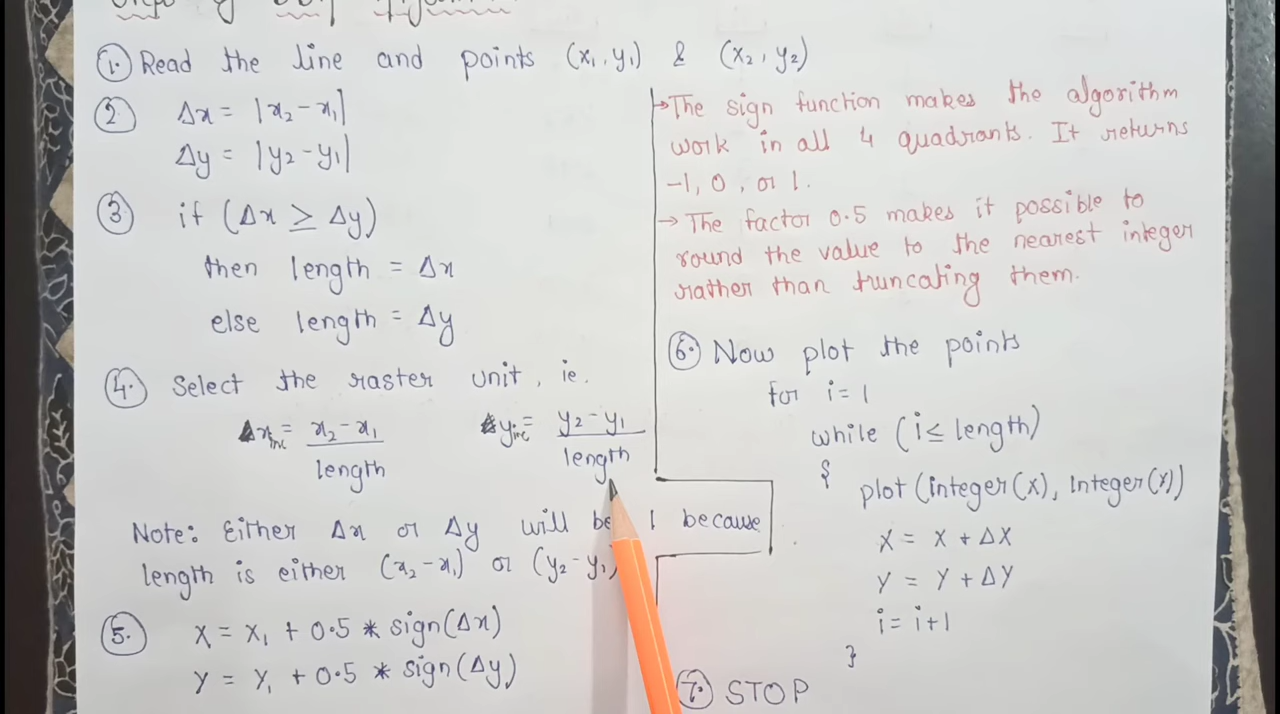 1. Read the line and points (x₁, y₁) & (x₂, y₂)
2. Δx = |x₂ - x₁|
Δy = |y₂ - y₁|
3. if (Δx ≥ Δy)
then length = Δx
else length = Δy
4. Select the raster unit, ie.
x_inc = (x₂ - x₁) / length    y_inc = (y₂ - y₁) / length
Note: Either Δx or Δy will be 1 because
length is either (x₂ - x₁) or (y₂ - y₁)
5. X = X₁ + 0.5 * sign(Δx)
Y = Y₁ + 0.5 * sign(Δy)
→ The sign function makes the algorithm
work in all 4 quadrants. It returns
-1, 0, or 1.
→ The factor 0.5 makes it possible to
round the value to the nearest integer
rather than truncating them.
6. Now plot the points
for i = 1
while (i ≤ length)
{
plot (integer(X), Integer(Y))
X = X + ΔX
Y = Y + ΔY
i = i+1
}
7. STOP